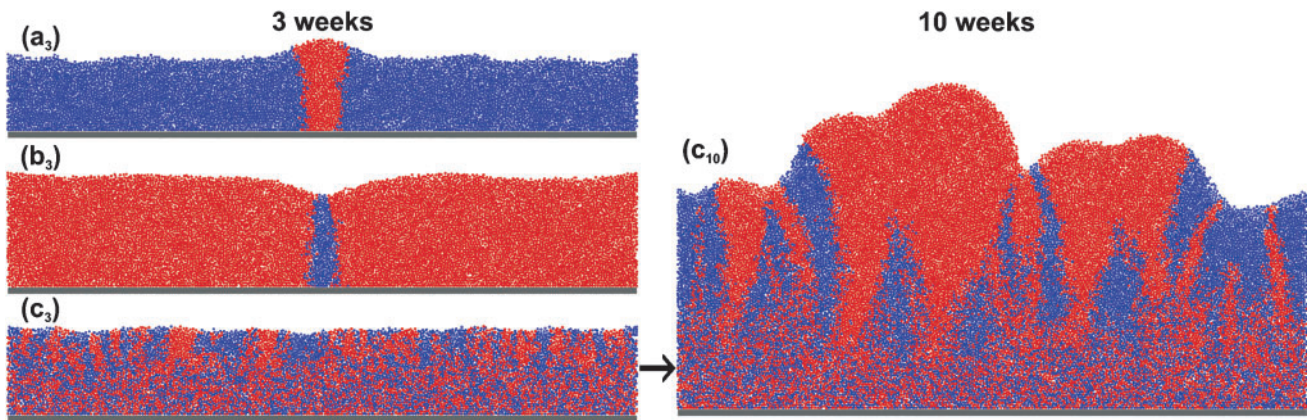 3 weeks
10 weeks
(a₃)
(b₃)
(c₃)
(c₁₀)